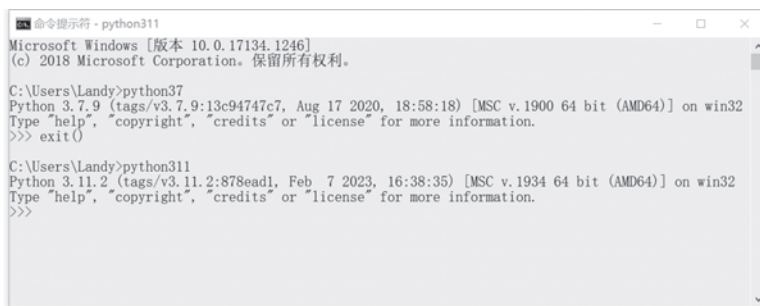 命令提示符 - python311
Microsoft Windows [版本 10.0.17134.1246]
(c) 2018 Microsoft Corporation。保留所有权利。
C:\Users\Landy>python37
Python 3.7.9 (tags/v3.7.9:13c94747c7, Aug 17 2020, 18:58:18) [MSC v.1900 64 bit (AMD64)] on win32
Type "help", "copyright", "credits" or "license" for more information.
>>> exit()
C:\Users\Landy>python311
Python 3.11.2 (tags/v3.11.2:878ead1, Feb  7 2023, 16:38:35) [MSC v.1934 64 bit (AMD64)] on win32
Type "help", "copyright", "credits" or "license" for more information.
>>>